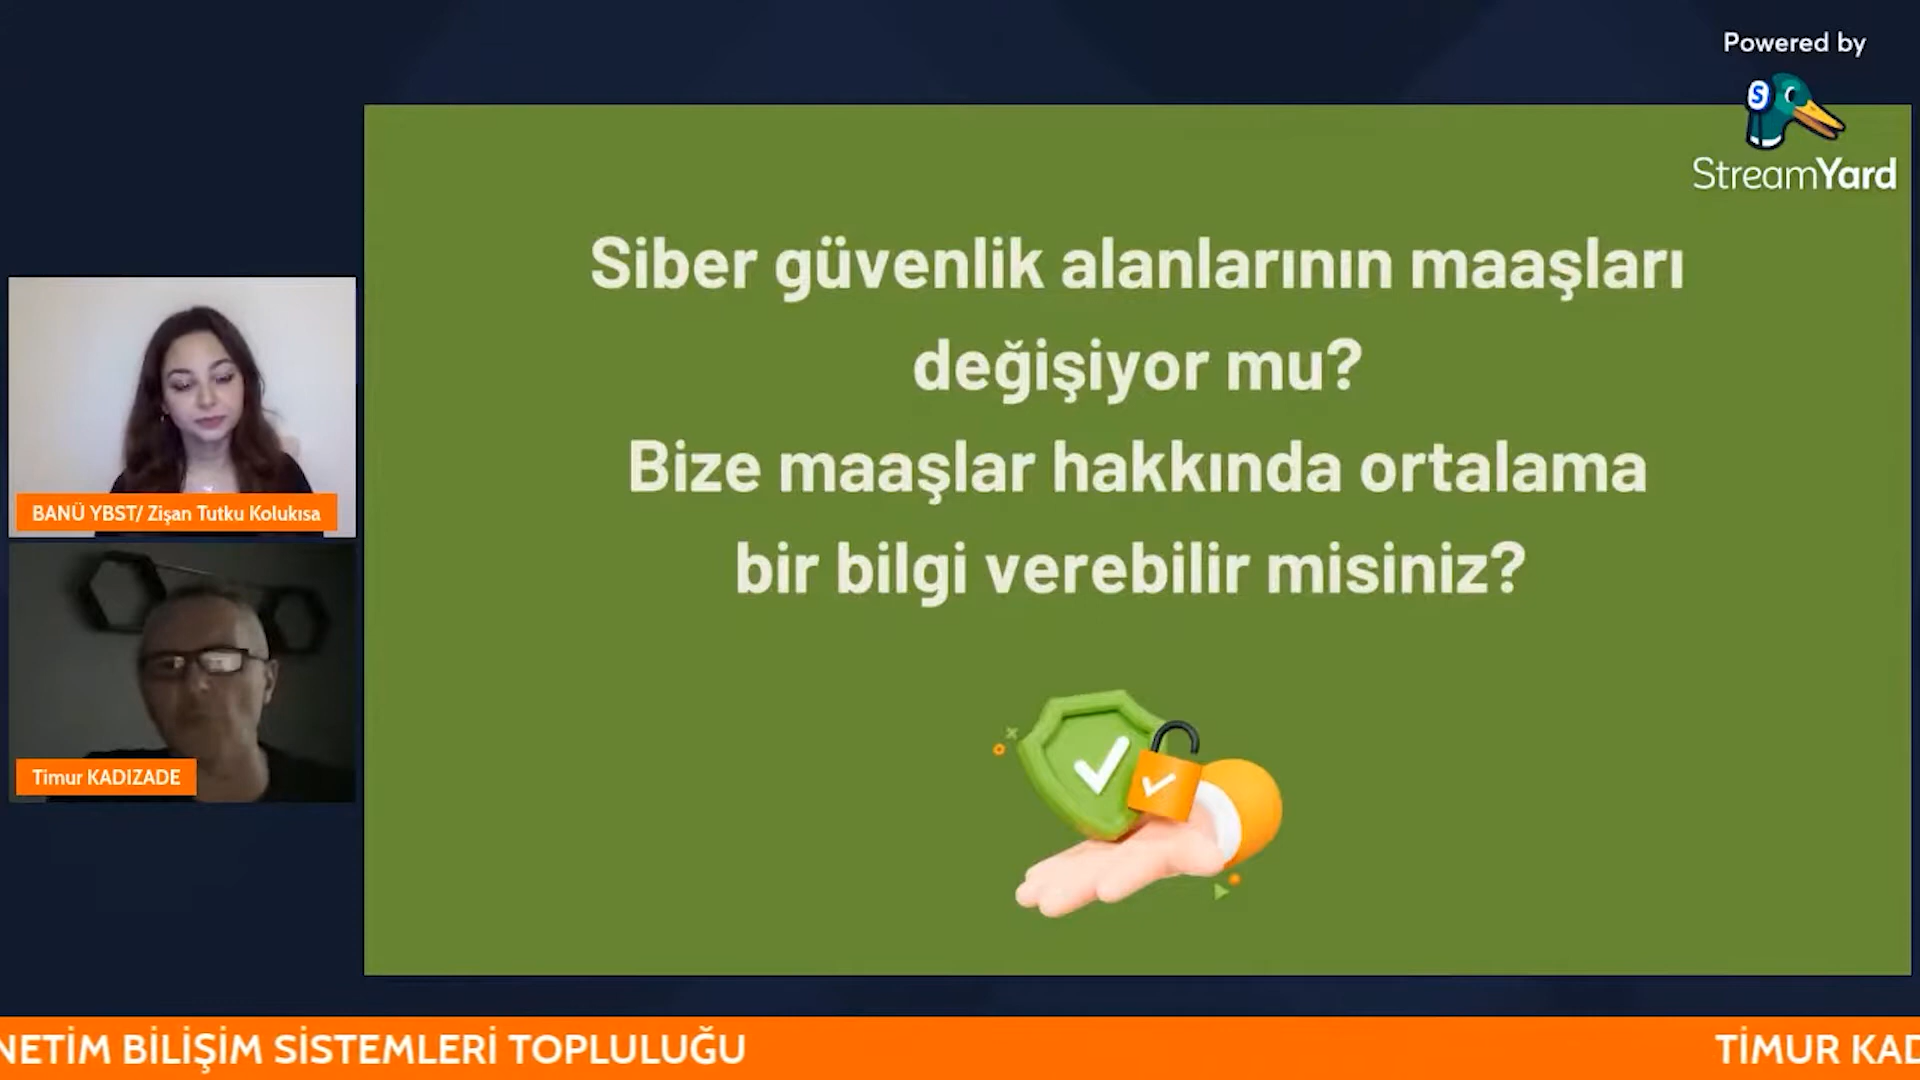 Powered by
StreamYard
Siber güvenlik alanlarının maaşları
değişiyor mu?
Bize maaşlar hakkında ortalama
bir bilgi verebilir misiniz?
BANÜ YBST/ Zişan Tutku Kolukısa
Timur KADIZADE
NETİM BİLİŞİM SİSTEMLERİ TOPLULUĞU
TİMUR KAD